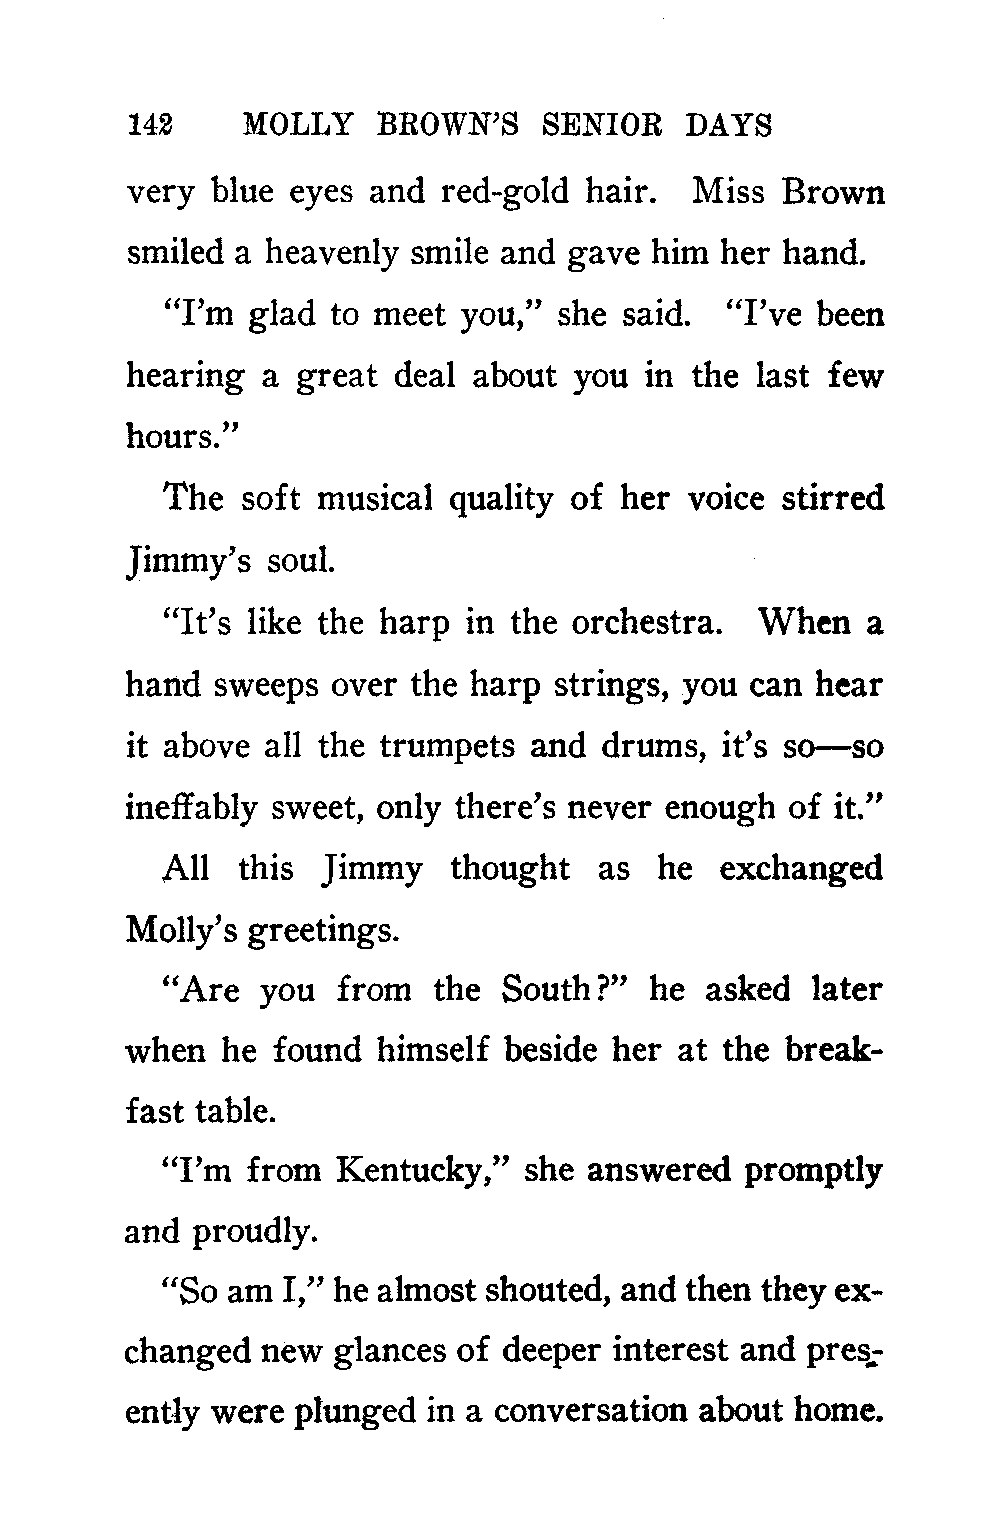 142 MOLLY BROWN'S SENIOR DAYS
very blue eyes and red-gold hair. Miss Brown
smiled a heavenly smile and gave him her hand.
"I'm glad to meet you," she said. "I've been
hearing a great deal about you in the last few
hours."
The soft musical quality of her voice stirred
Jimmy's soul.
"It's like the harp in the orchestra. When a
hand sweeps over the harp strings, you can hear
it above all the trumpets and drums, it's so—so
ineffably sweet, only there's never enough of it."
All this Jimmy thought as he exchanged
Molly's greetings.
"Are you from the South?" he asked later
when he found himself beside her at the break-
fast table.
"I'm from Kentucky," she answered promptly
and proudly.
"So am I," he almost shouted, and then they ex-
changed new glances of deeper interest and pres-
ently were plunged in a conversation about home.